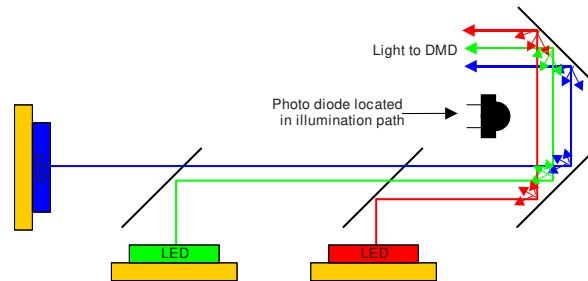 Light to DMD
Photo diode located
in illumination path
LED
LED
LED